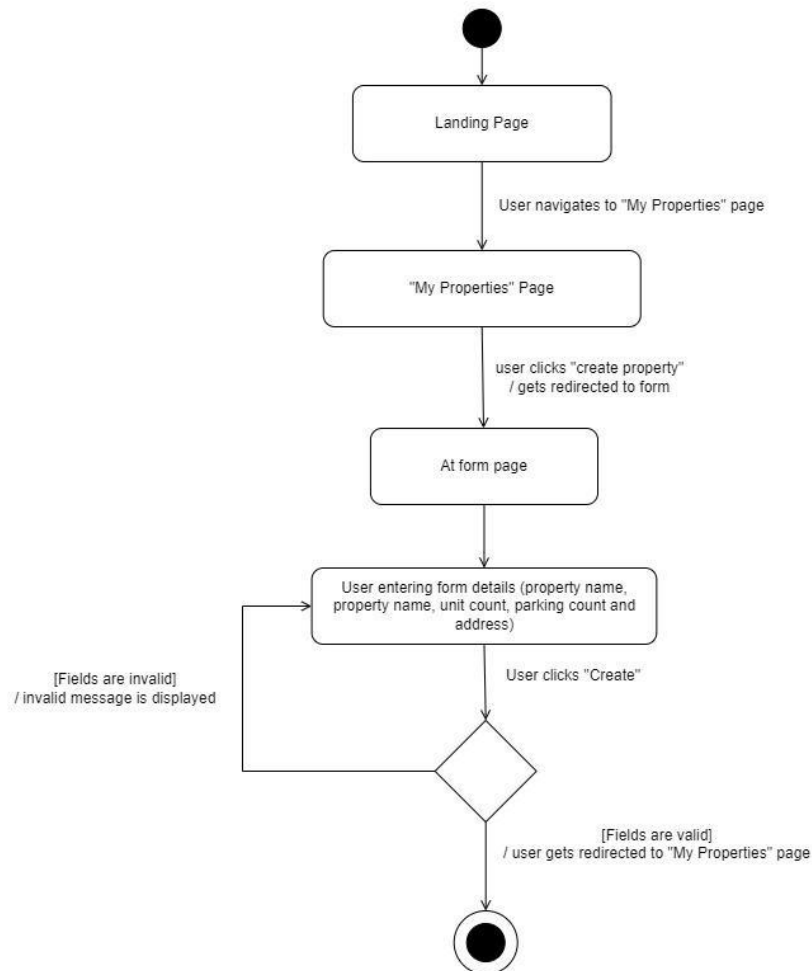 Landing Page
User navigates to "My Properties" page
"My Properties" Page
user clicks "create property"
/ gets redirected to form
At form page
User entering form details (property name,
property name, unit count, parking count and
address)
User clicks "Create"
[Fields are invalid]
/ invalid message is displayed
[Fields are valid]
/ user gets redirected to "My Properties" page